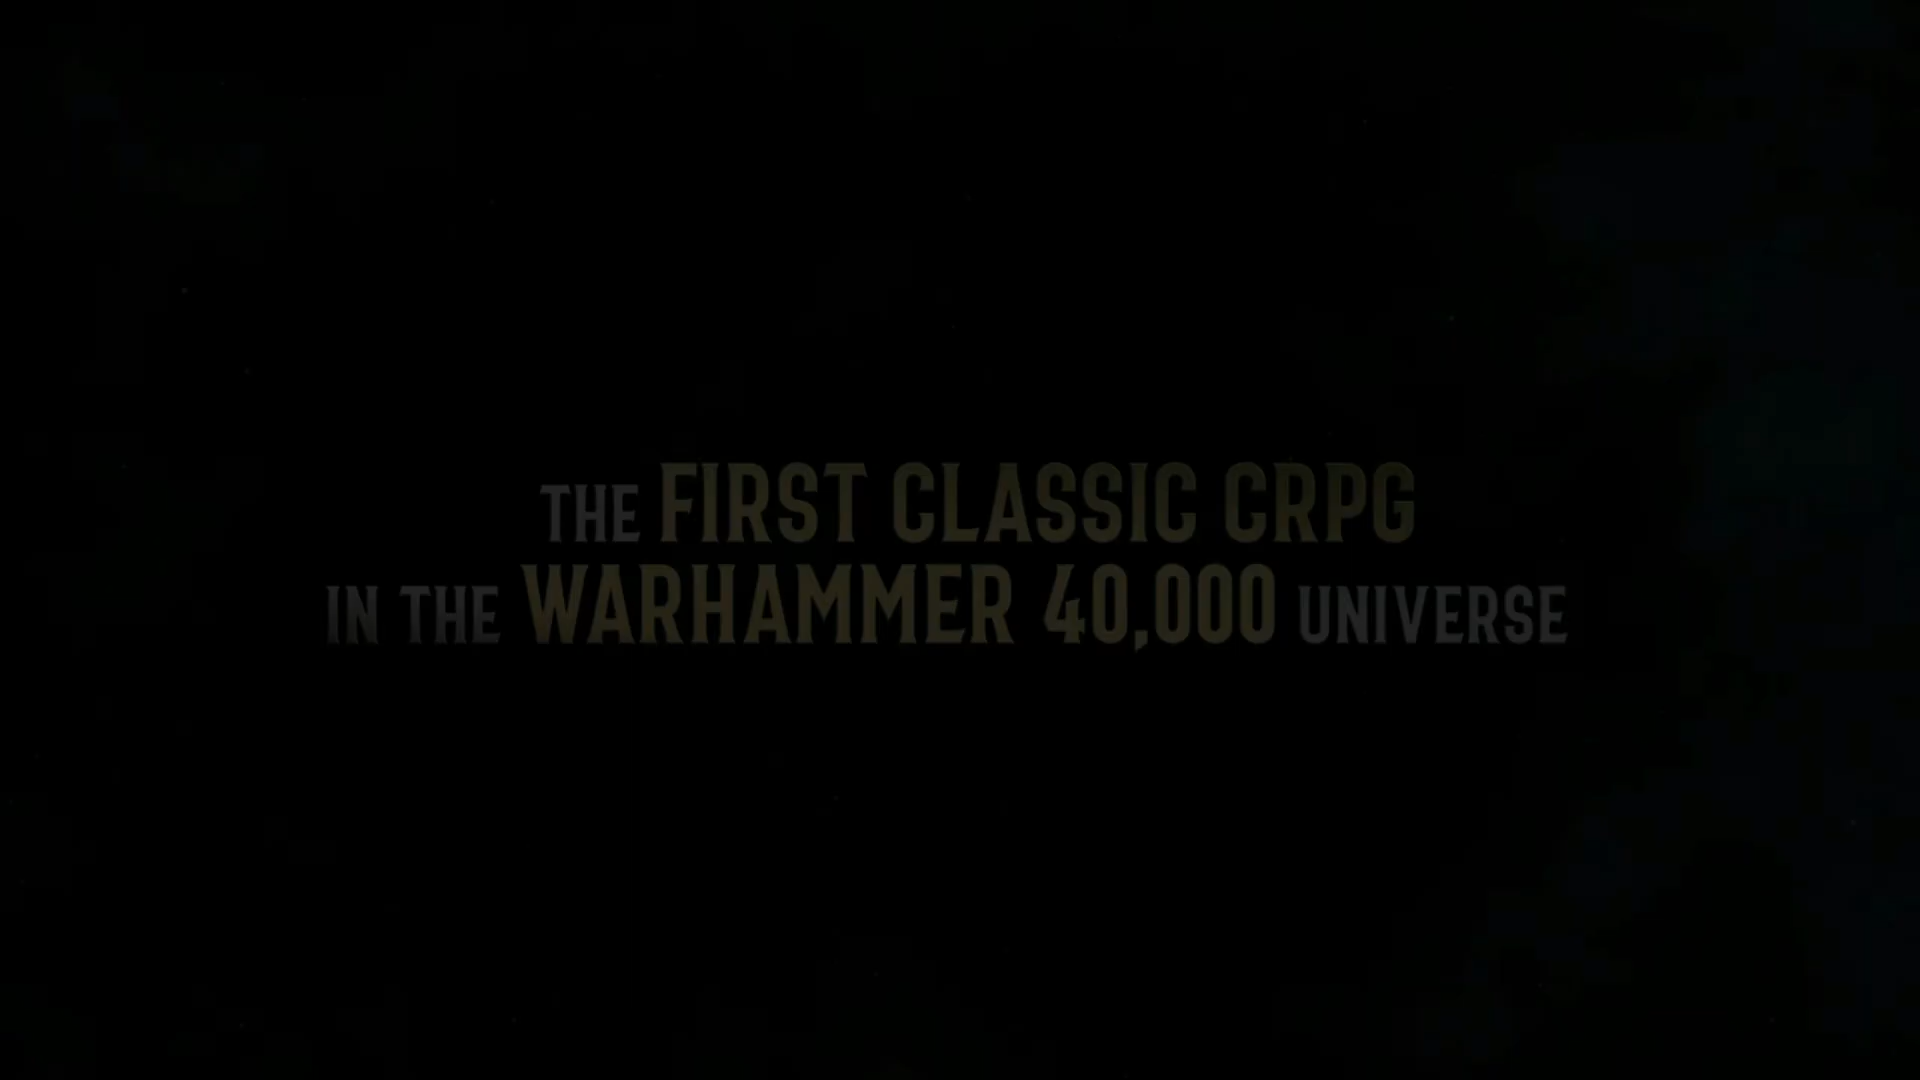 THE FIRST CLASSIC CRPG
IN THE WARHAMMER 40,000 UNIVERSE